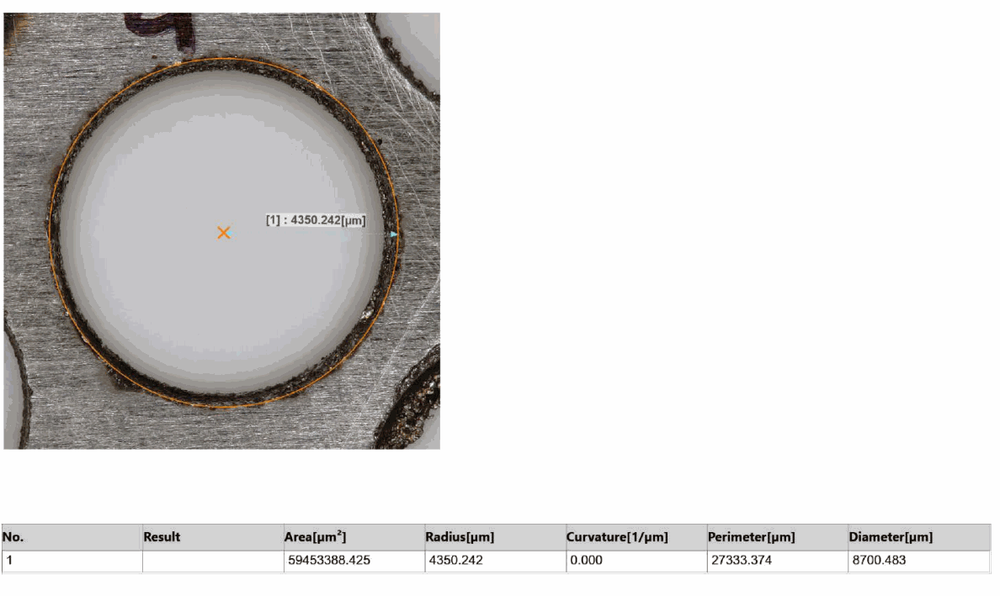 [1] : 4350.242[µm]
No. Result Area[µm²] Radius[µm] Curvature[1/µm] Perimeter[µm] Diameter[µm]
1 59453388.425 4350.242 0.000 27333.374 8700.483